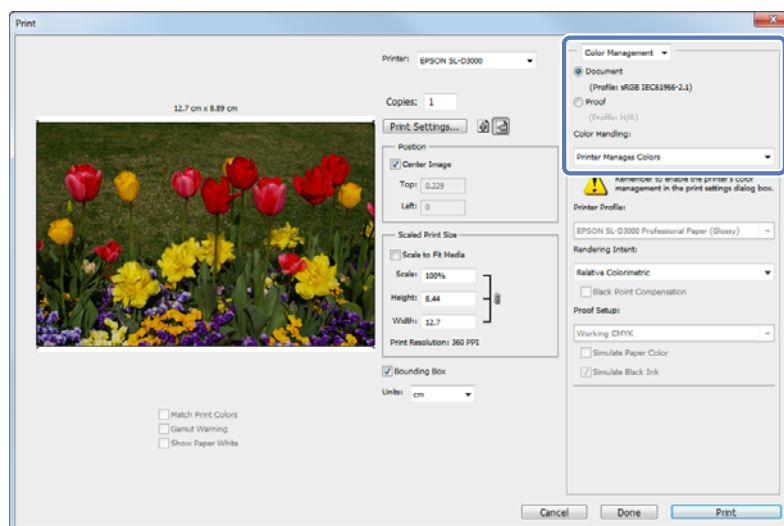 Print
Printer: EPSON SL-D3000
Copies: 1
Print Settings...
Position
Center Image
Top: 0.229
Left: 0
Scaled Print Size
Scale to Fit Media
Scale: 100%
Height: 8.44
Width: 12.7
Print Resolution: 360 PPI
Bounding Box
Units: cm
12.7 cm x 8.89 cm
Match Print Colors
Gamut Warning
Show Paper White
Color Management
Document
(Profile: sRGB IEC61966-2.1)
Proof
(Profile: N/A)
Color Handling:
Printer Manages Colors
Remember to enable the printer's color
management in the print settings dialog box.
Printer Profile:
EPSON SL-D3000 Professional Paper (Glossy)
Rendering Intent:
Relative Colorimetric
Black Point Compensation
Proof Setup:
Working CMYK
Simulate Paper Color
Simulate Black Ink
Cancel
Done
Print